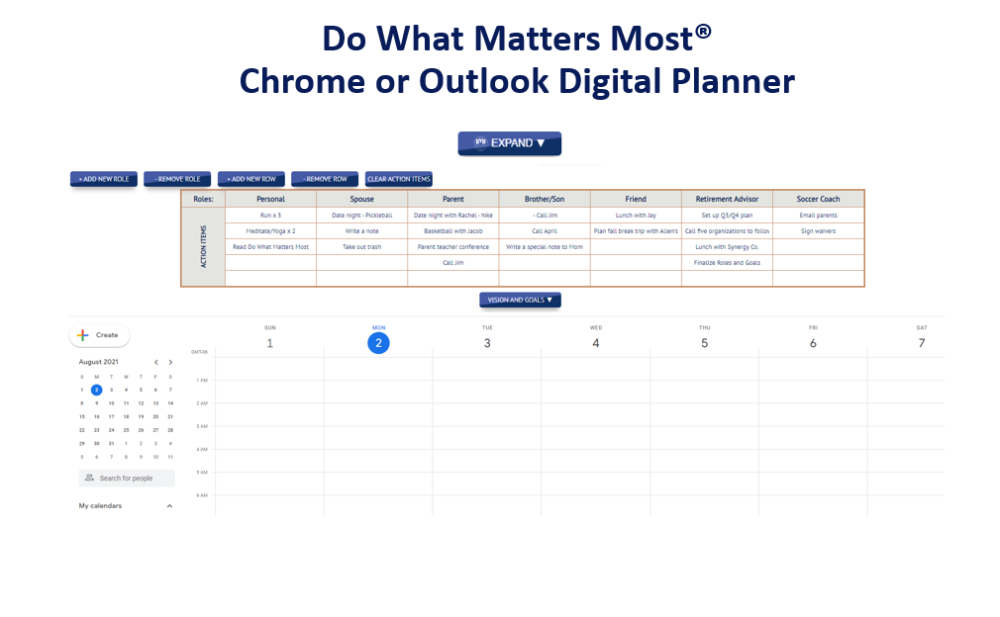 Do What Matters Most®
Chrome or Outlook Digital Planner
BYB EXPAND ▼
+ ADD NEW ROLE - REMOVE ROLE + ADD NEW ROW - REMOVE ROW CLEAR ACTION ITEMS
Roles: Personal Spouse Parent Brother/Son Friend Retirement Advisor Soccer Coach
ACTION ITEMS
Run x 3 Date night - Pickleball Date night with Rachel - hike - Call Jim Lunch with Jay Set up Q3/Q4 plan Email parents
Meditate/Yoga x 2 Write a note Basketball with Jacob Call April Plan fall break trip with Allen's Call five organizations to follow Sign waivers
Read Do What Matters Most Take out trash Parent teacher conference Write a special note to Mom Lunch with Synergy Co.
Call Jim Finalize Roles and Goals
VISION AND GOALS ▼
Create
SUN MON TUE WED THU FRI SAT
1 2 3 4 5 6 7
GMT-06
August 2021 < >
S M T W T F S
1 2 3 4 5 6 7
8 9 10 11 12 13 14
15 16 17 18 19 20 21
22 23 24 25 26 27 28
29 30 31 1 2 3 4
5 6 7 8 9 10 11
Search for people
My calendars
1 AM
2 AM
3 AM
4 AM
5 AM
6 AM